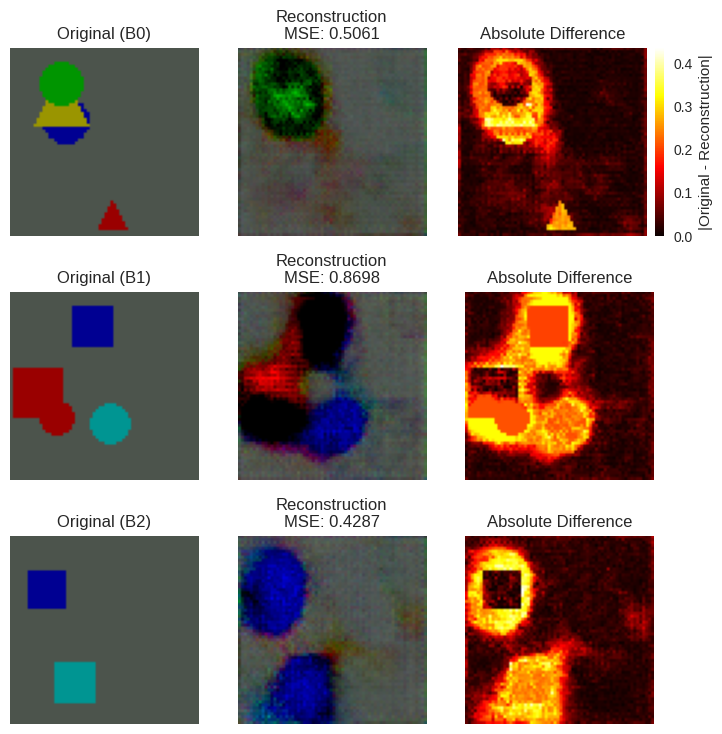 Original (B0)
Reconstruction
MSE: 0.5061
Absolute Difference
0.4
0.3
0.2
0.1
0.0
|Original - Reconstruction|
Original (B1)
Reconstruction
MSE: 0.8698
Absolute Difference
Original (B2)
Reconstruction
MSE: 0.4287
Absolute Difference